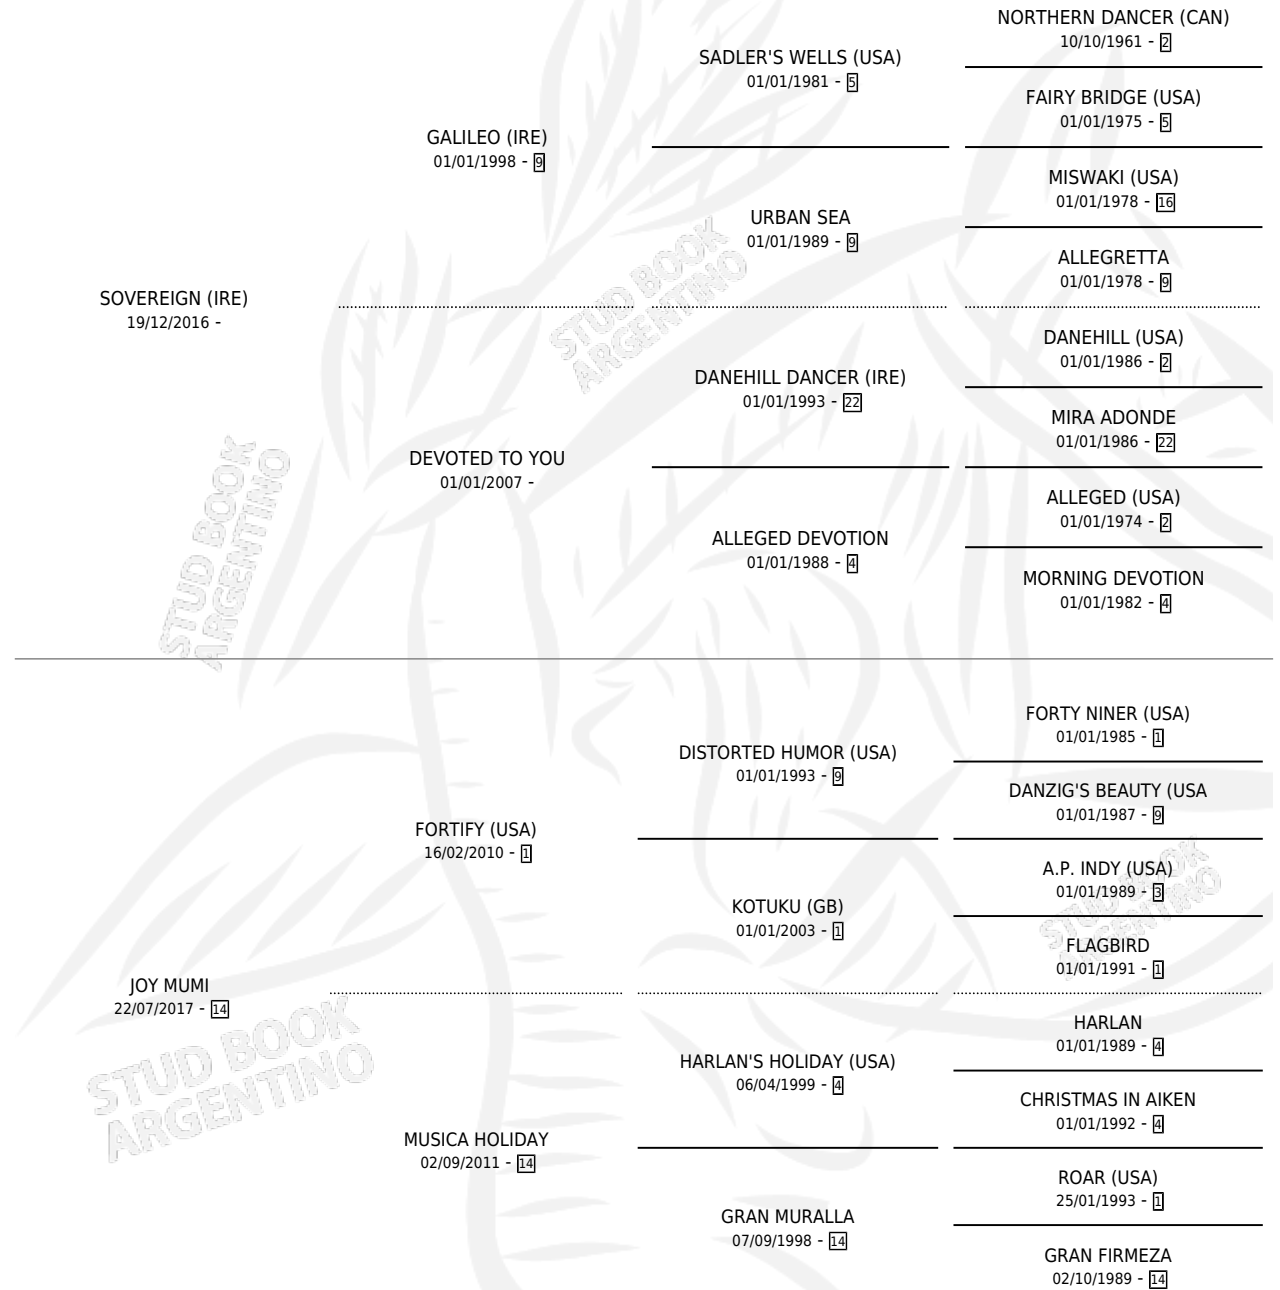 NORTHERN DANCER (CAN)
10/10/1961 - 2
SADLER'S WELLS (USA)
01/01/1981 - 5
FAIRY BRIDGE (USA)
01/01/1975 - 5
GALILEO (IRE)
01/01/1998 - 9
MISWAKI (USA)
01/01/1978 - 16
URBAN SEA
01/01/1989 - 9
ALLEGRETTA
01/01/1978 - 9
SOVEREIGN (IRE)
19/12/2016 -
DANEHILL (USA)
01/01/1986 - 2
DANEHILL DANCER (IRE)
01/01/1993 - 22
MIRA ADONDE
01/01/1986 - 22
DEVOTED TO YOU
01/01/2007 -
ALLEGED (USA)
01/01/1974 - 2
ALLEGED DEVOTION
01/01/1988 - 4
MORNING DEVOTION
01/01/1982 - 4
FORTY NINER (USA)
01/01/1985 - 1
DISTORTED HUMOR (USA)
01/01/1993 - 9
DANZIG'S BEAUTY (USA
01/01/1987 - 9
FORTIFY (USA)
16/02/2010 - 1
A.P. INDY (USA)
01/01/1989 - 3
KOTUKU (GB)
01/01/2003 - 1
FLAGBIRD
01/01/1991 - 1
JOY MUMI
22/07/2017 - 14
HARLAN
01/01/1989 - 4
HARLAN'S HOLIDAY (USA)
06/04/1999 - 4
CHRISTMAS IN AIKEN
01/01/1992 - 4
MUSICA HOLIDAY
02/09/2011 - 14
ROAR (USA)
25/01/1993 - 1
GRAN MURALLA
07/09/1998 - 14
GRAN FIRMEZA
02/10/1989 - 14
STUD BOOK
ARGENTINO
STUD BOOK
ARGENTINO
STUD BOOK
ARGENTINO
STUD BOOK
ARGENTINO